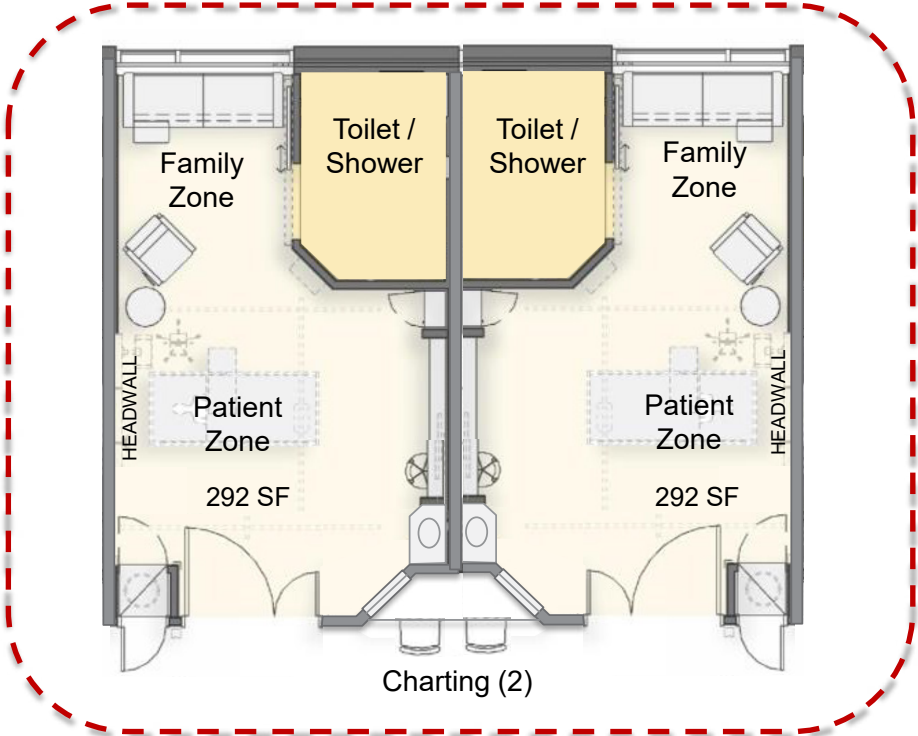 Toilet /
Shower
Toilet /
Shower
Family
Zone
Family
Zone
HEADWALL
Patient
Zone
Patient
Zone
HEADWALL
292 SF
292 SF
Charting (2)